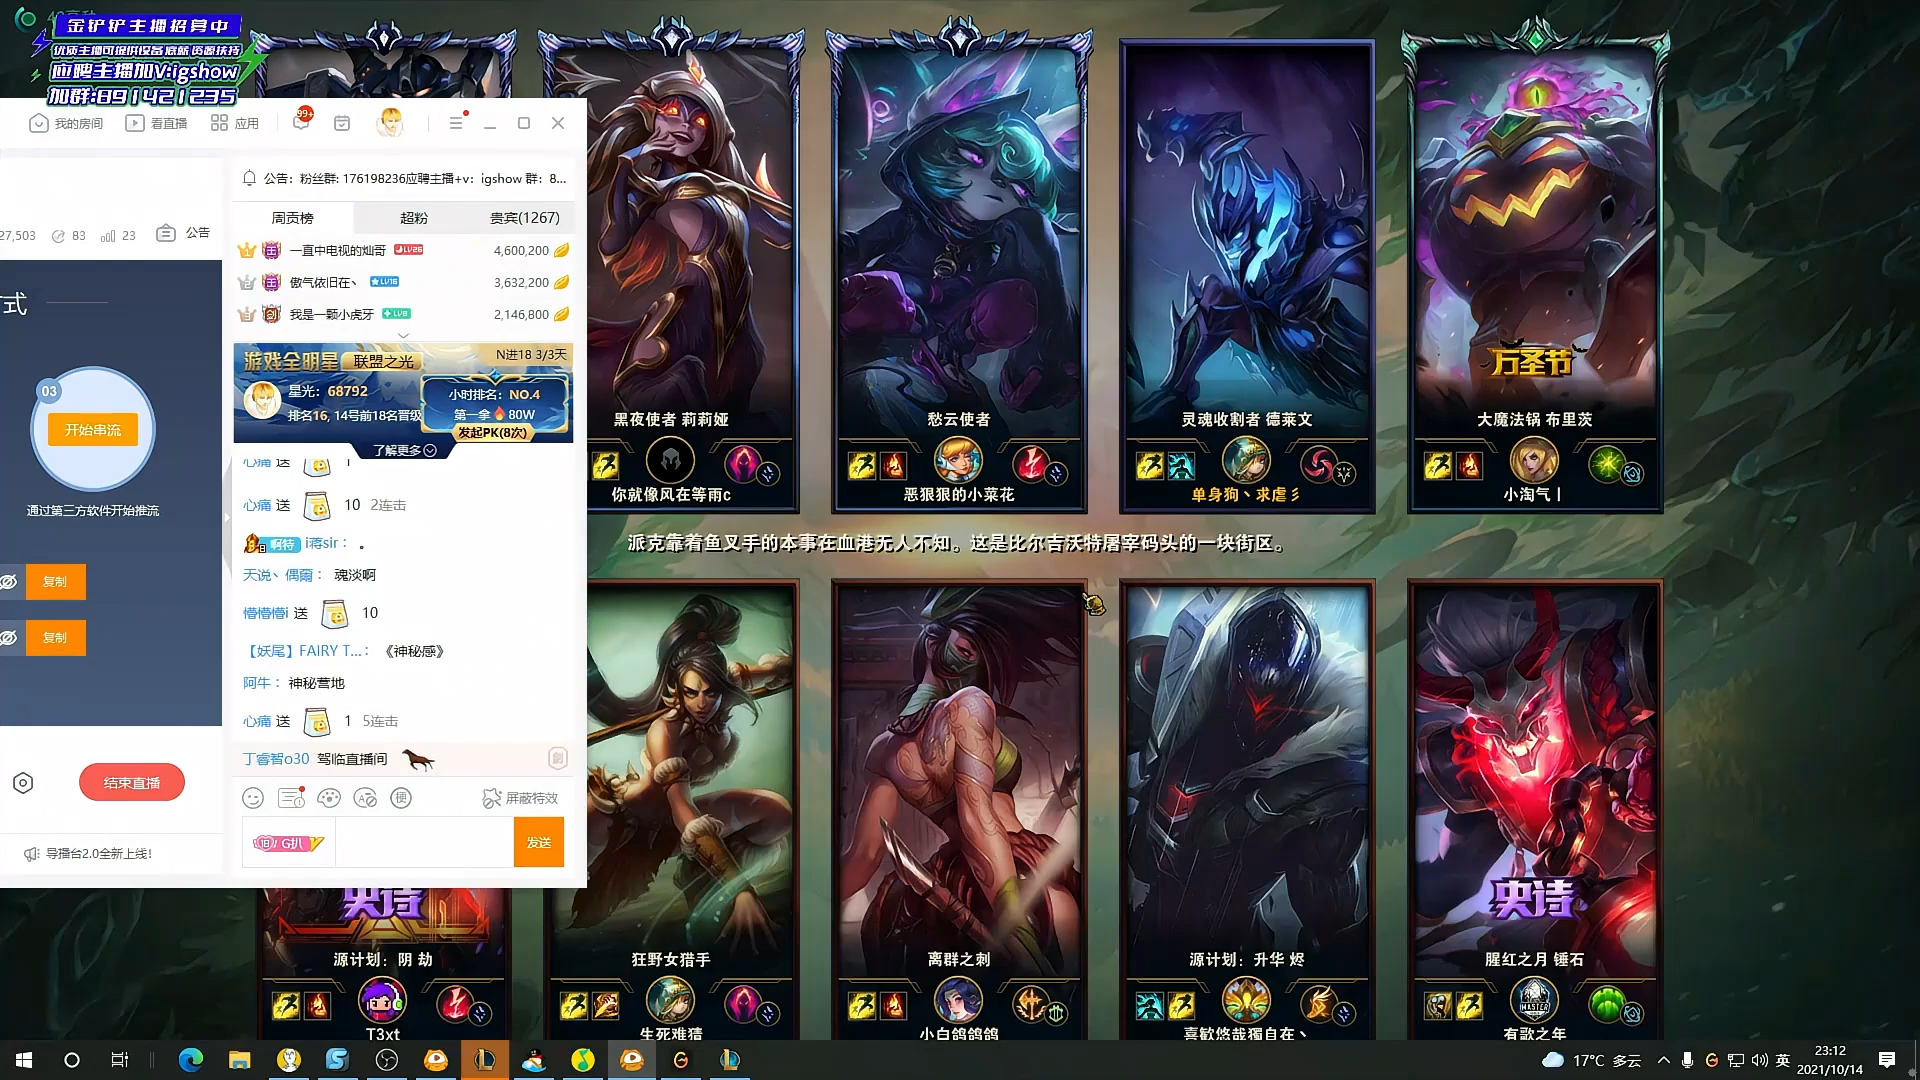 金铲铲主播招募中
优质主播可提供设备底薪资源扶持
应聘主播加V:igshow
加群:891421235
我的房间
看直播
应用
99+
公告：粉丝群: 176198236应聘主播+v：igshow 群：8...
27,503 83 23 公告
周贡榜 超粉 贵宾(1267)
一直中电视的灿哥 LV26 4,600,200
傲气依旧在丶 LV16 3,632,200
我是一颗小虎牙 LV8 2,146,800
式
游戏全明星 联盟之光 N进18 3/3天
星光：68792
排名16, 14号前18名晋级
小时排名：NO.4
第一拿 80W
发起PK(8次)
了解更多
03
开始串流
通过第三方软件开始推流
复制
复制
心痛 送 1
心痛 送 10 2连击
啊特 i蒋sir： 。
天说丶偶爾： 魂淡啊
懵懵懵i 送 10
【妖尾】FAIRY T...： 《神秘感》
阿牛： 神秘营地
心痛 送 1 5连击
丁睿智o30 驾临直播间
结束直播
屏蔽特效
发送
导播台2.0全新上线！
黑夜使者 莉莉娅
你就像风在等雨c
愁云使者
恶狠狠的小菜花
灵魂收割者 德莱文
单身狗丶求虐彡
万圣节
大魔法锅 布里茨
小淘气丨
派克靠着鱼叉手的本事在血港无人不知。这是比尔吉沃特屠宰码头的一块街区。
史诗
源计划：阴 劫
T3xt
狂野女猎手
生死难猎
离群之刺
小白鸽鸽鸽
源计划：升华 烬
喜歓悠哉獨自在丶
史诗
腥红之月 锤石
MASTER
有歌之年
17°C 多云
英
23:12
2021/10/14